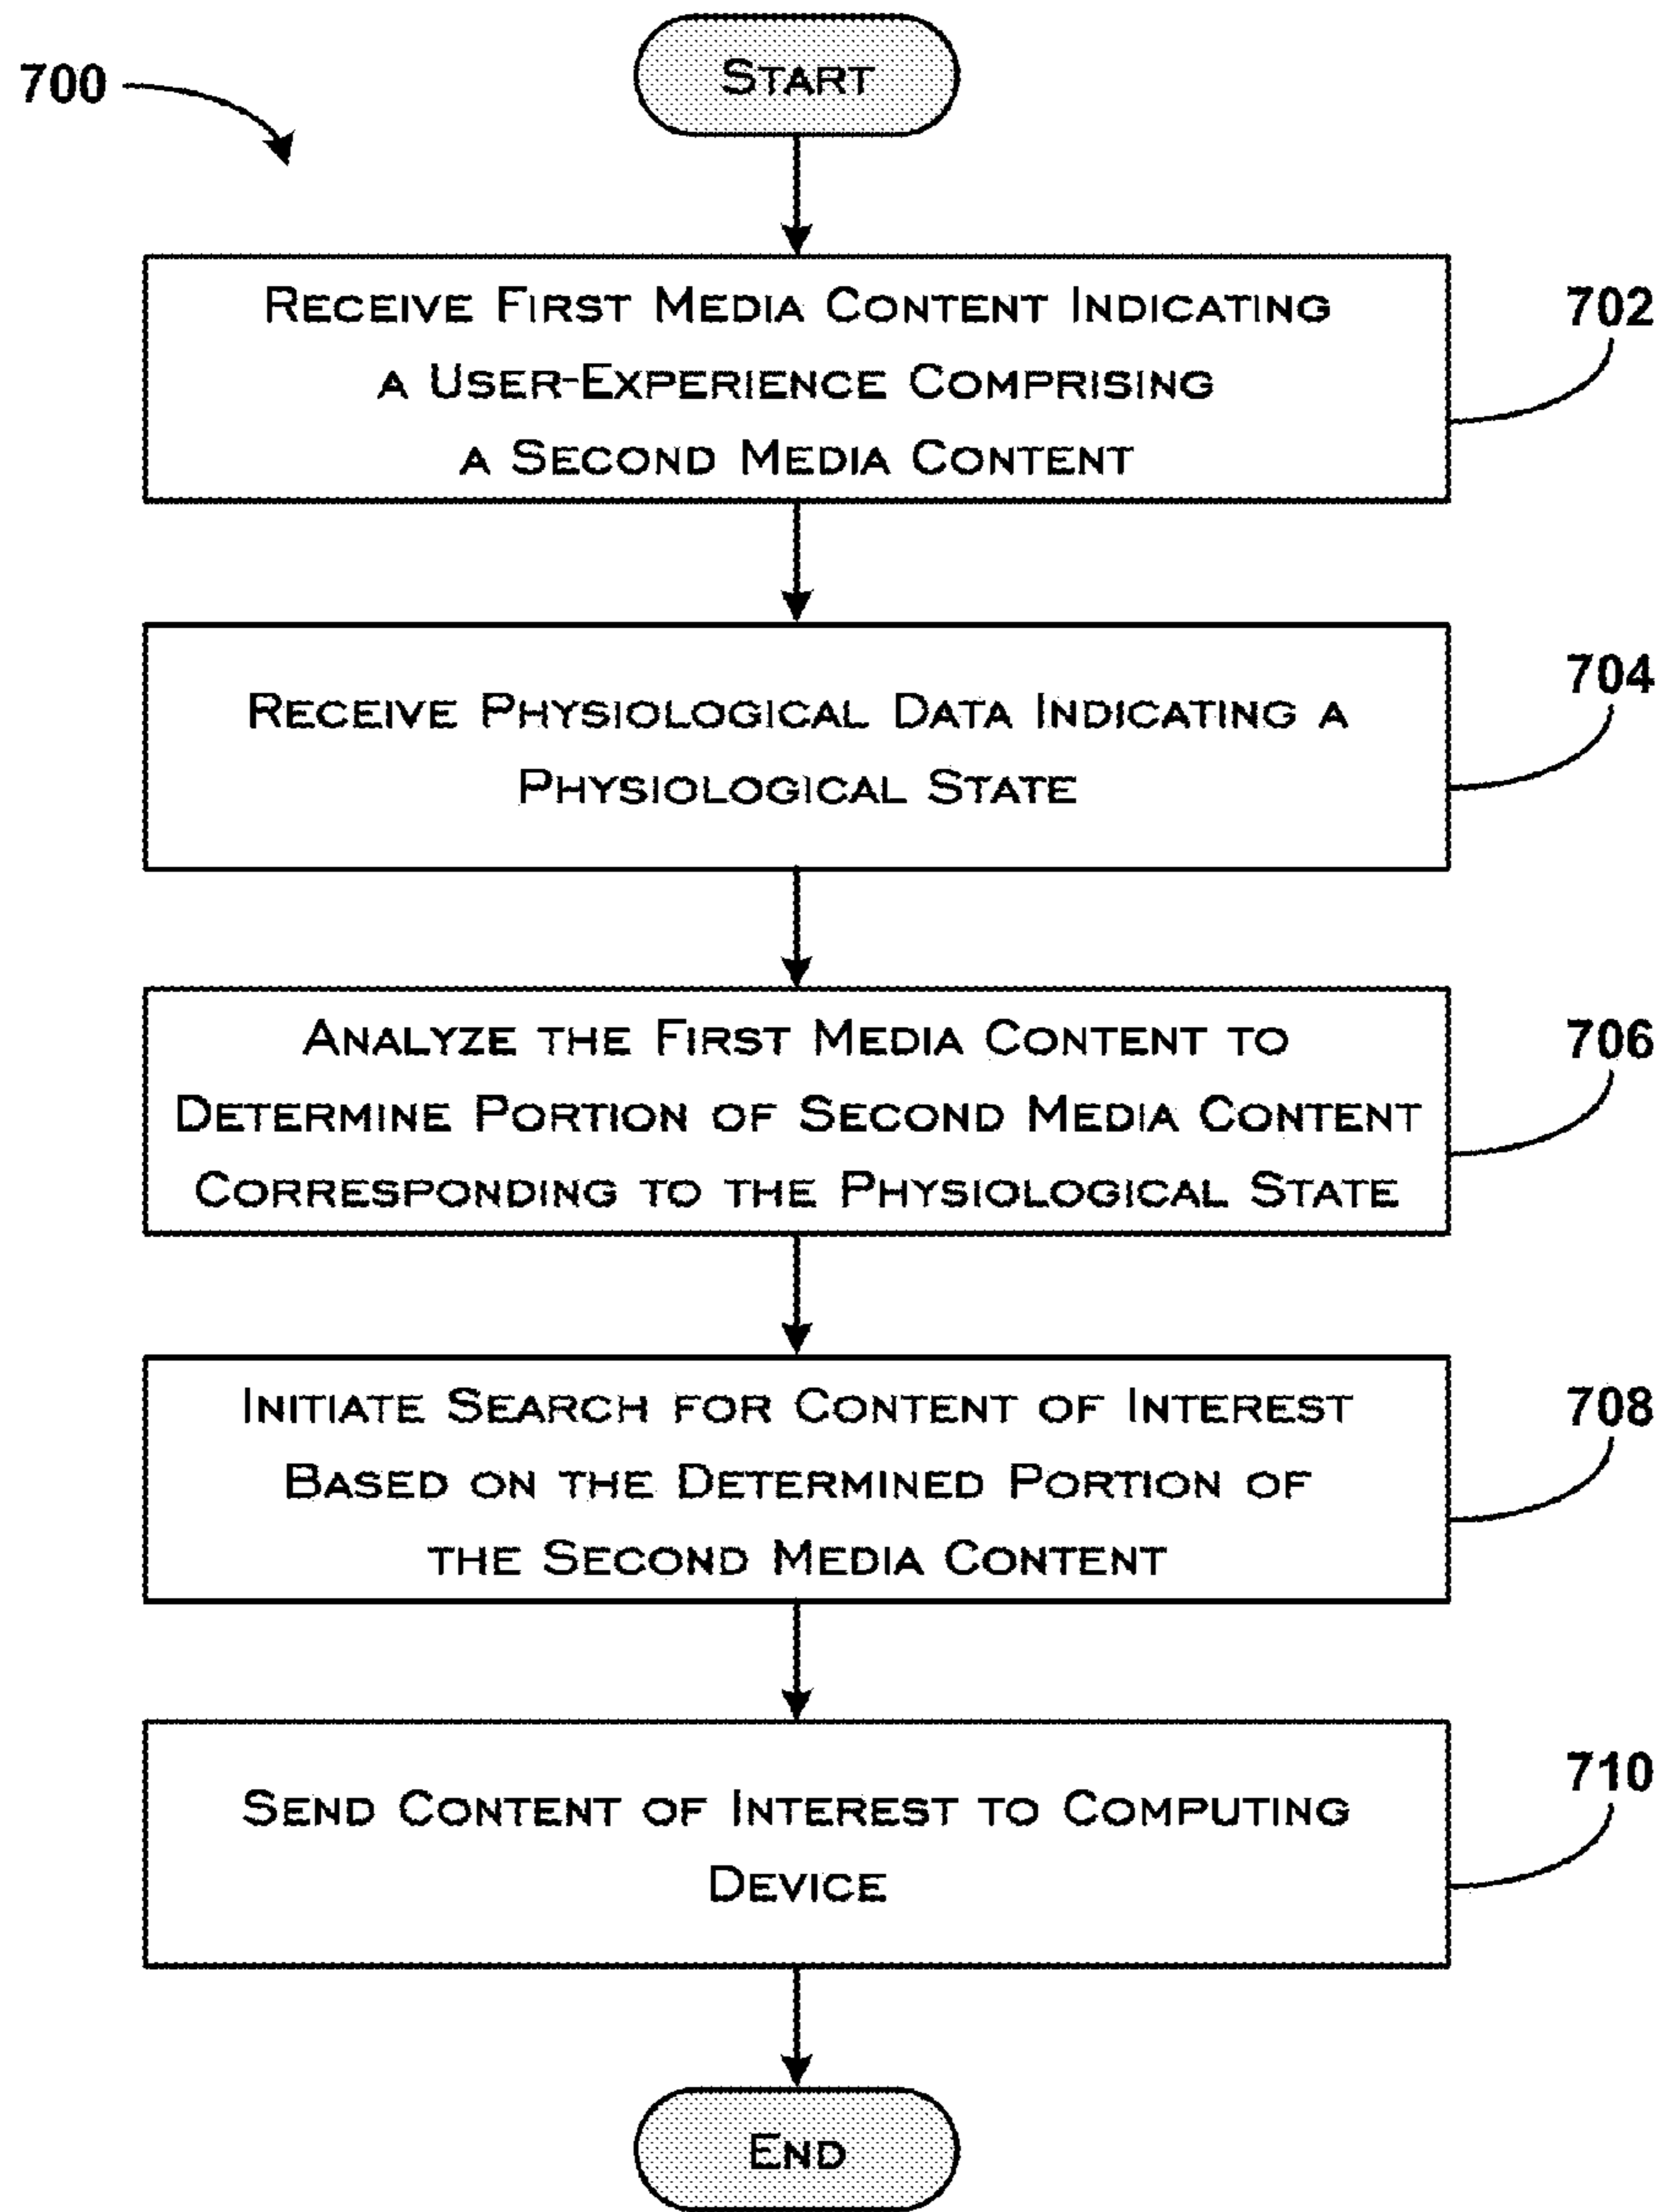 START
700
RECEIVE FIRST MEDIA CONTENT INDICATING
A USER-EXPERIENCE COMPRISING
A SECOND MEDIA CONTENT
702
RECEIVE PHYSIOLOGICAL DATA INDICATING A
PHYSIOLOGICAL STATE
704
ANALYZE THE FIRST MEDIA CONTENT TO
DETERMINE PORTION OF SECOND MEDIA CONTENT
CORRESPONDING TO THE PHYSIOLOGICAL STATE
706
INITIATE SEARCH FOR CONTENT OF INTEREST
BASED ON THE DETERMINED PORTION OF
THE SECOND MEDIA CONTENT
708
SEND CONTENT OF INTEREST TO COMPUTING
DEVICE
710
END